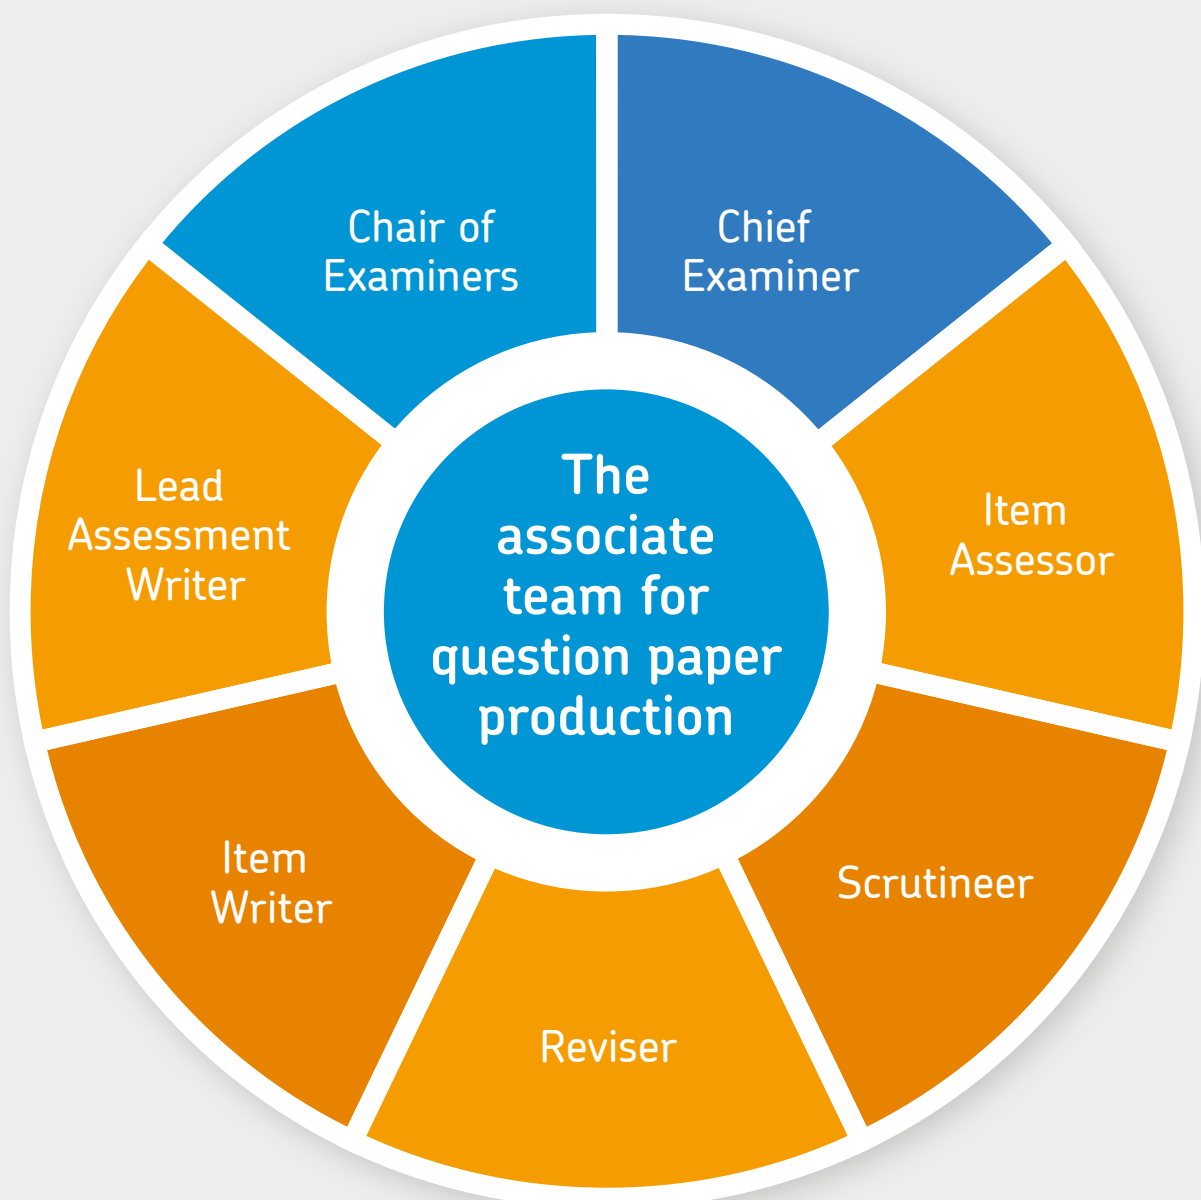 Chair of
Examiners
Chief
Examiner
Lead
Assessment
Writer
The
associate
team for
question paper
production
Item
Assessor
Item
Writer
Scrutineer
Reviser